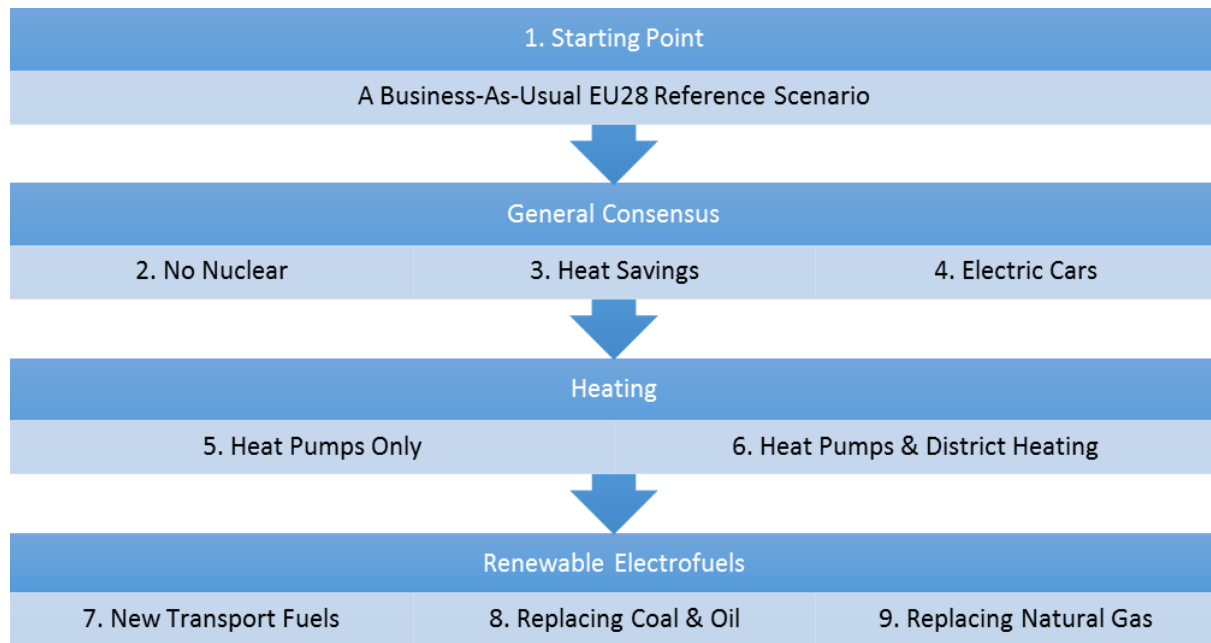 1. Starting Point
A Business-As-Usual EU28 Reference Scenario
General Consensus
2. No Nuclear
3. Heat Savings
4. Electric Cars
Heating
5. Heat Pumps Only
6. Heat Pumps & District Heating
Renewable Electrofuels
7. New Transport Fuels
8. Replacing Coal & Oil
9. Replacing Natural Gas